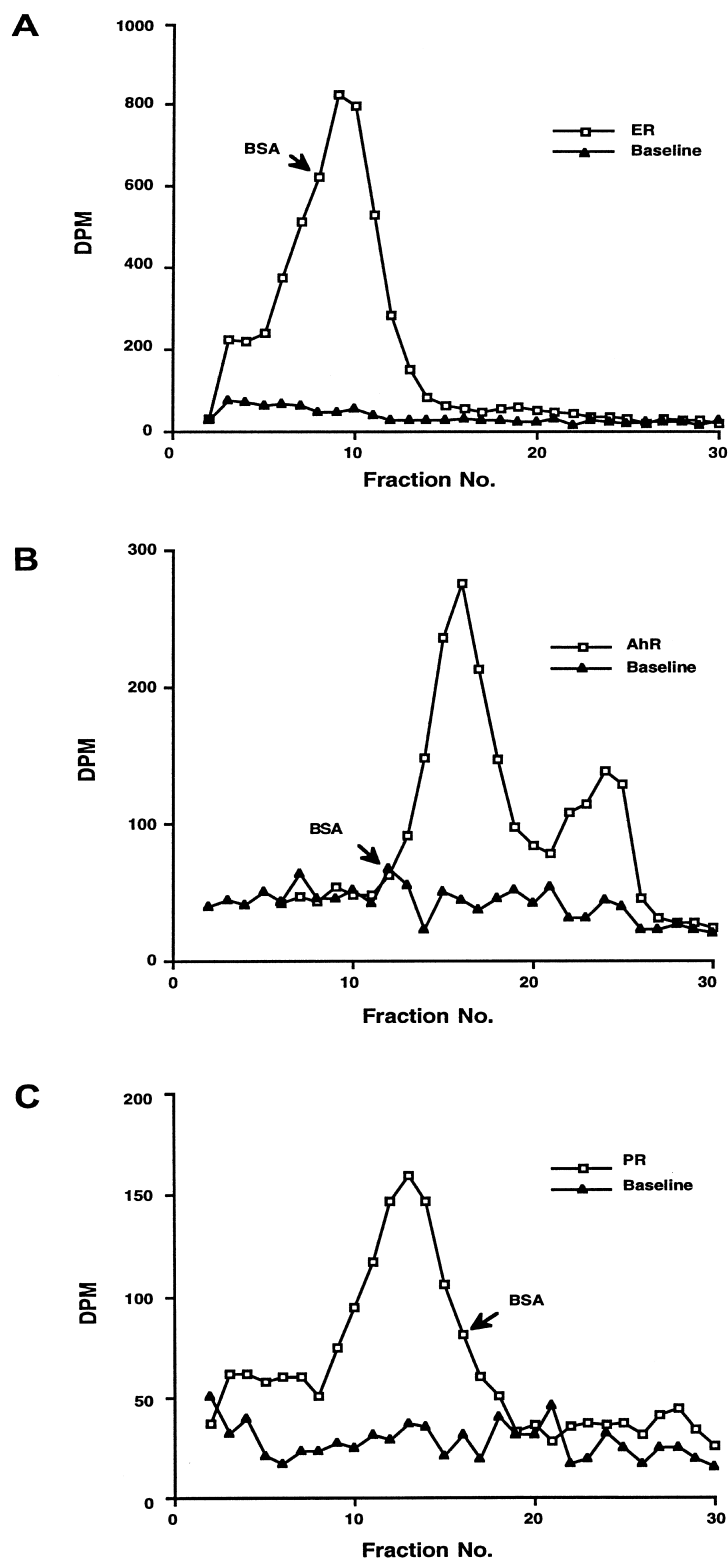 A
1000
800
600
400
200
0
DPM
BSA
ER
Baseline
0 10 20 30
Fraction No.
B
300
200
100
0
DPM
BSA
AhR
Baseline
0 10 20 30
Fraction No.
C
200
150
100
50
0
DPM
BSA
PR
Baseline
0 10 20 30
Fraction No.